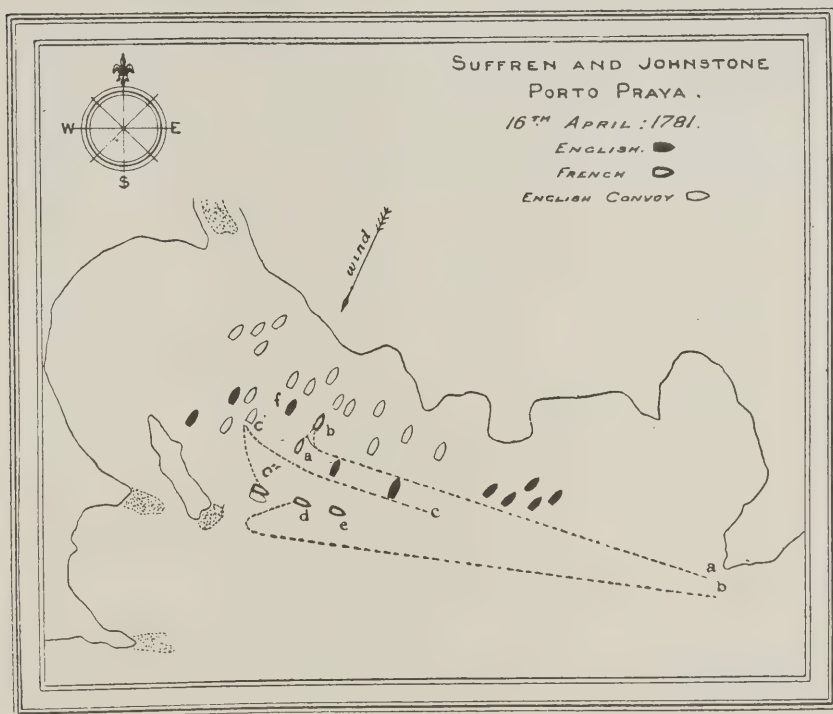 SUFFREN AND JOHNSTONE
PORTO PRAYA.
16TH APRIL: 1781.
ENGLISH.
FRENCH
ENGLISH CONVOY
W E
S
wind
f
c b
a
c"
d e
c
a
b